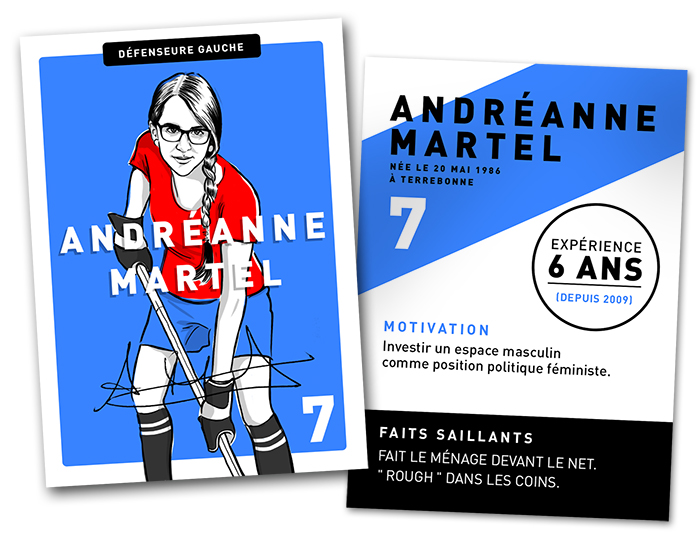 DÉFENSEURE GAUCHE
ANDRÉANNE
MARTEL
7
ANDRÉANNE
MARTEL
NÉE LE 20 MAI 1986
À TERREBONNE
7
EXPÉRIENCE
6 ANS
(DEPUIS 2009)
MOTIVATION
Investir un espace masculin
comme position politique féministe.
FAITS SAILLANTS
FAIT LE MÉNAGE DEVANT LE NET.
" ROUGH " DANS LES COINS.